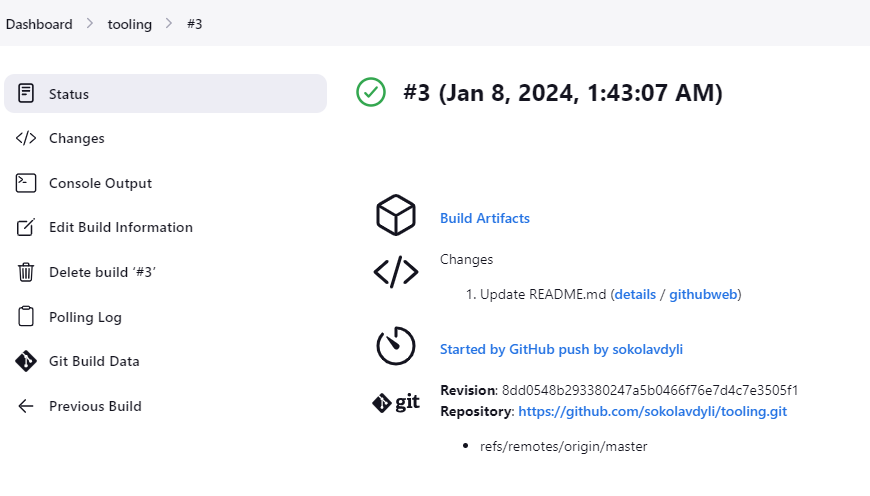 Dashboard > tooling > #3
Status
Changes
Console Output
Edit Build Information
Delete build ‘#3’
Polling Log
Git Build Data
Previous Build
#3 (Jan 8, 2024, 1:43:07 AM)
Build Artifacts
Changes
1. Update README.md (details / githubweb)
Started by GitHub push by sokolavdyli
git
Revision: 8dd0548b293380247a5b0466f76e7d4c7e3505f1
Repository: https://github.com/sokolavdyli/tooling.git
• refs/remotes/origin/master